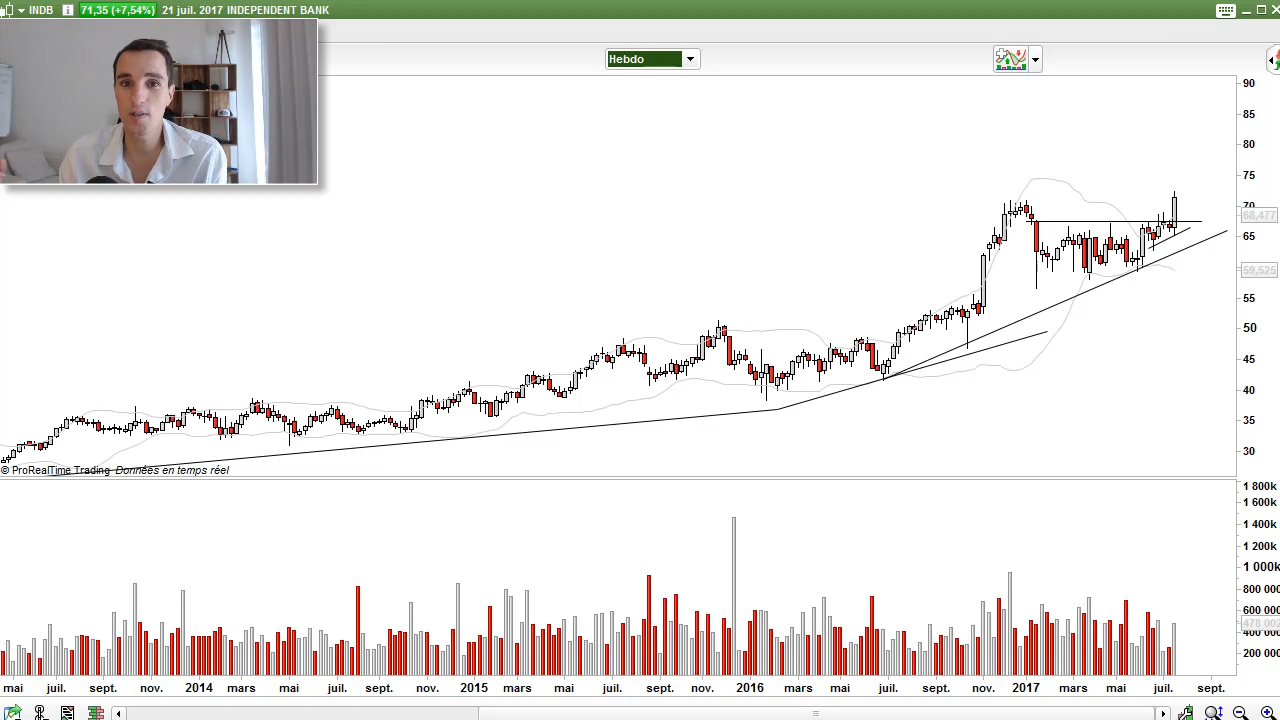 INDB 71,35 (+7,54%) 21 juil. 2017 INDEPENDENT BANK
Hebdo
90
85
80
75
70
68,477
65
59,525
55
50
45
40
35
30
© ProRealTime Trading Données en temps réel
1 800k
1 600k
1 400k
1 200k
1 000k
800 000
600 000
478 002
400 000
200 000
mai juil. sept. nov. 2014 mars mai juil. sept. nov. 2015 mars mai juil. sept. nov. 2016 mars mai juil. sept. nov. 2017 mars mai juil. sept.